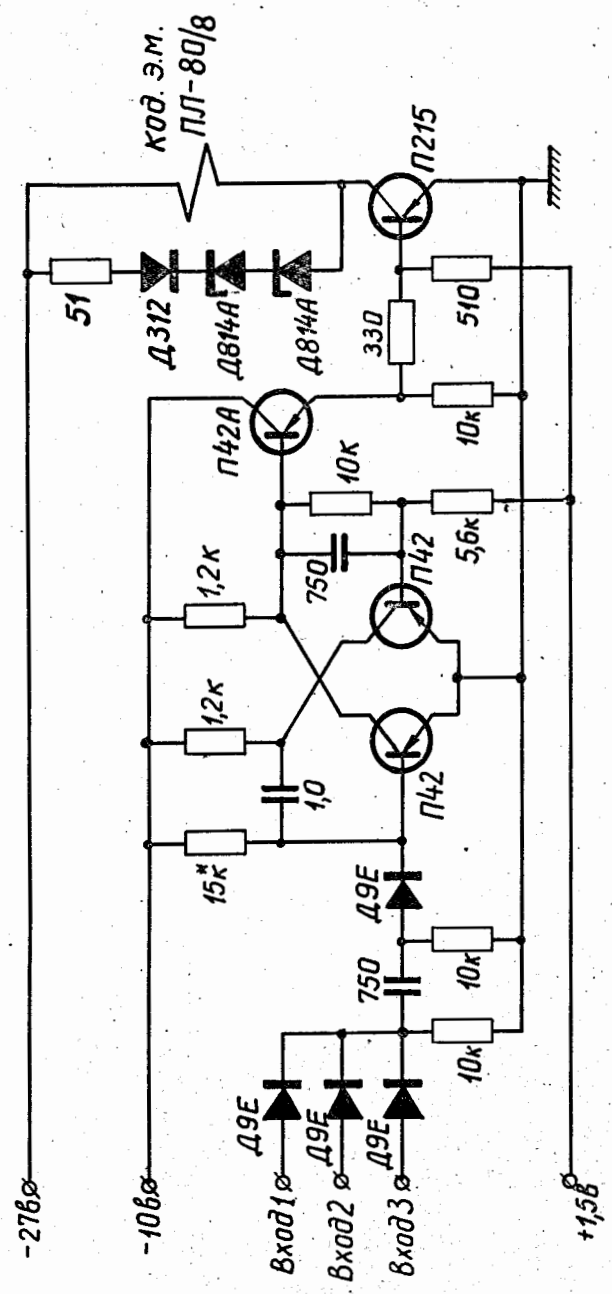 -27в
51
код. э.м.
ПЛ-80/8
Д312
Д814А
Д814А
-10в
15к*
1,2к
1,2к
П42А
П215
Д9Е
Вход1
1,0
750
10к
330
Д9Е
Вход2
Д9Е
Вход3
750
Д9Е
П42
П42
10к
10к
5,6к
10к
510
+1,5в